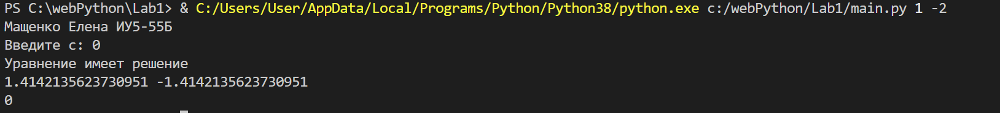 PS C:\webPython\Lab1> & C:/Users/User/AppData/Local/Programs/Python/Python38/python.exe c:/webPython/Lab1/main.py 1 -2
Мащенко Елена ИУ5-55Б
Введите c: 0
Уравнение имеет решение
1.4142135623730951 -1.4142135623730951
0